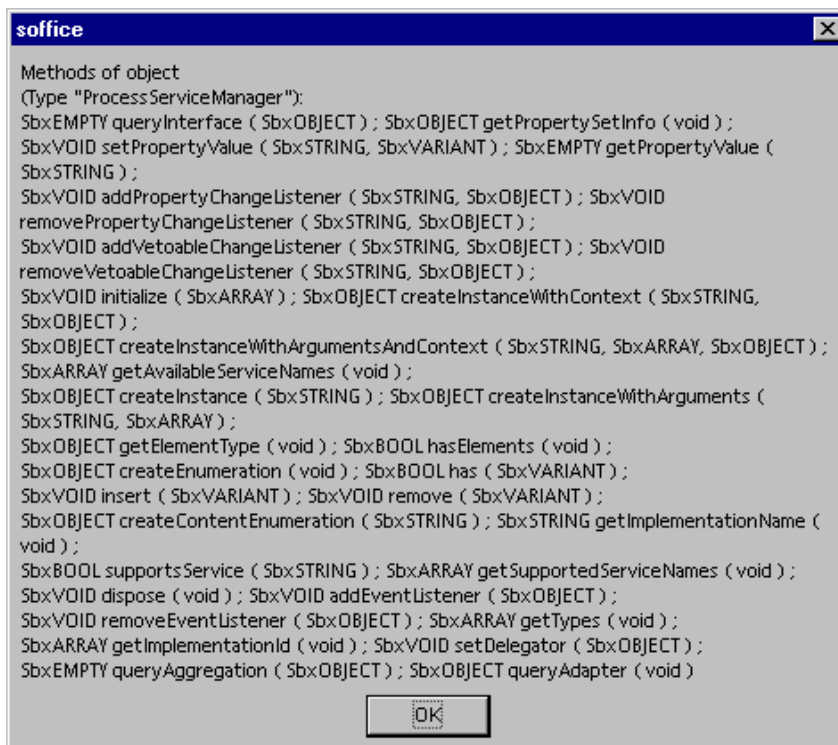 soffice
Methods of object
(Type "ProcessServiceManager"):
SbxEMPTY queryInterface ( SbxOBJECT ) ; SbxOBJECT getPropertySetInfo ( void ) ;
SbxVOID setPropertyValue ( SbxSTRING, SbxVARIANT ) ; SbxEMPTY getPropertyValue (
SbxSTRING ) ;
SbxVOID addPropertyChangeListener ( SbxSTRING, SbxOBJECT ) ; SbxVOID
removePropertyChangeListener ( SbxSTRING, SbxOBJECT ) ;
SbxVOID addVetoableChangeListener ( SbxSTRING, SbxOBJECT ) ; SbxVOID
removeVetoableChangeListener ( SbxSTRING, SbxOBJECT ) ;
SbxVOID initialize ( SbxARRAY ) ; SbxOBJECT createInstanceWithContext ( SbxSTRING,
SbxOBJECT ) ;
SbxOBJECT createInstanceWithArgumentsAndContext ( SbxSTRING, SbxARRAY, SbxOBJECT ) ;
SbxARRAY getAvailableServiceNames ( void ) ;
SbxOBJECT createInstance ( SbxSTRING ) ; SbxOBJECT createInstanceWithArguments (
SbxSTRING, SbxARRAY ) ;
SbxOBJECT getElementType ( void ) ; SbxBOOL hasElements ( void ) ;
SbxOBJECT createEnumeration ( void ) ; SbxBOOL has ( SbxVARIANT ) ;
SbxVOID insert ( SbxVARIANT ) ; SbxVOID remove ( SbxVARIANT ) ;
SbxOBJECT createContentEnumeration ( SbxSTRING ) ; SbxSTRING getImplementationName (
void ) ;
SbxBOOL supportsService ( SbxSTRING ) ; SbxARRAY getSupportedServiceNames ( void ) ;
SbxVOID dispose ( void ) ; SbxVOID addEventListener ( SbxOBJECT ) ;
SbxVOID removeEventListener ( SbxOBJECT ) ; SbxARRAY getTypes ( void ) ;
SbxARRAY getImplementationId ( void ) ; SbxVOID setDelegator ( SbxOBJECT ) ;
SbxEMPTY queryAggregation ( SbxOBJECT ) ; SbxOBJECT queryAdapter ( void )
OK